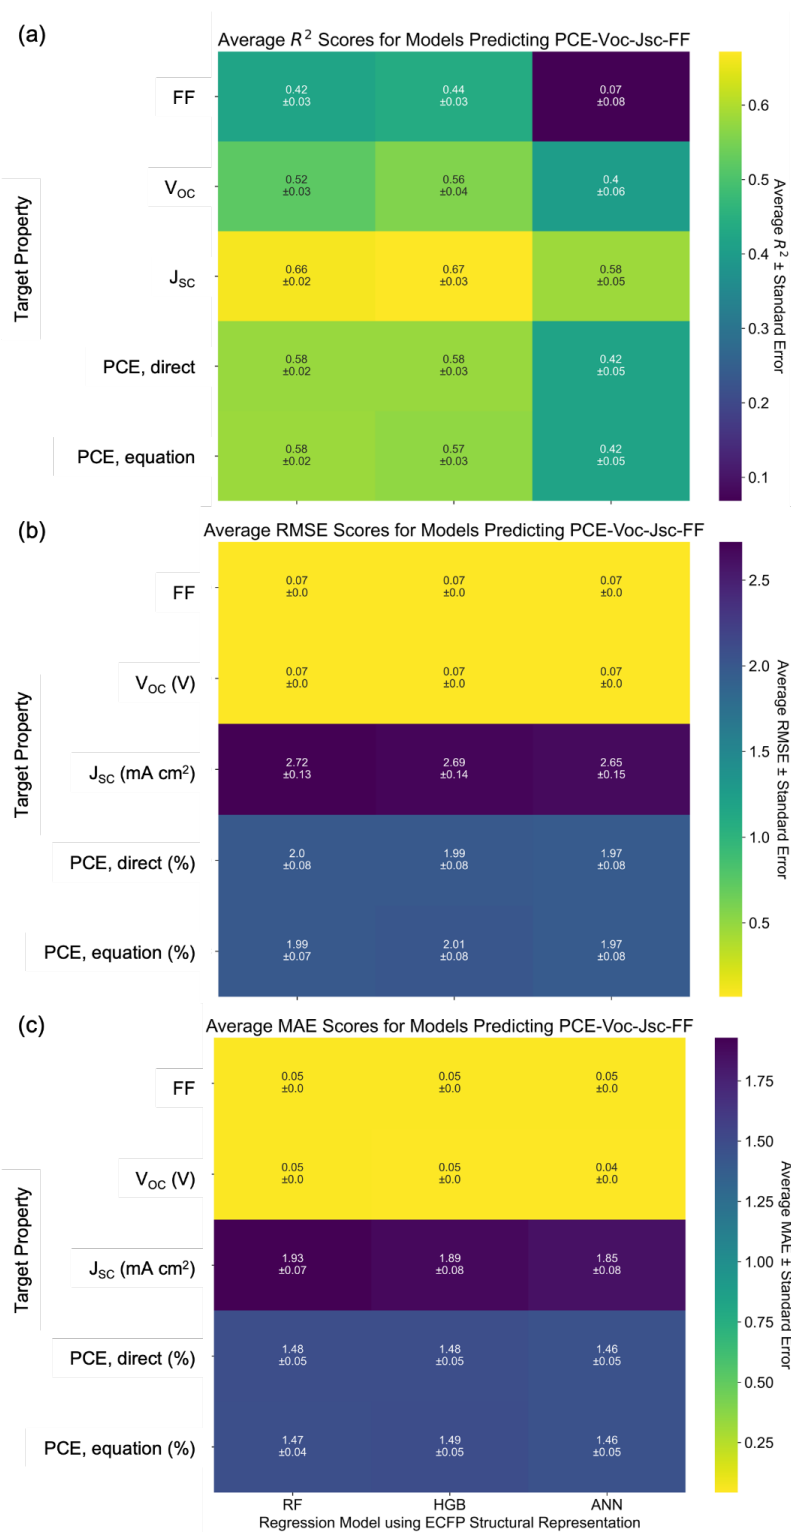 (a)
Average R² Scores for Models Predicting PCE-Voc-Jsc-FF
Target Property
FF
0.42 ±0.03
0.44 ±0.03
0.07 ±0.08
VOC
0.52 ±0.03
0.56 ±0.04
0.4 ±0.06
JSC
0.66 ±0.02
0.67 ±0.03
0.58 ±0.05
PCE, direct
0.58 ±0.02
0.58 ±0.03
0.42 ±0.05
PCE, equation
0.58 ±0.02
0.57 ±0.03
0.42 ±0.05
0.6
0.5
0.4
0.3
0.2
0.1
Average R² ± Standard Error
(b)
Average RMSE Scores for Models Predicting PCE-Voc-Jsc-FF
Target Property
FF
0.07 ±0.0
0.07 ±0.0
0.07 ±0.0
VOC (V)
0.07 ±0.0
0.07 ±0.0
0.07 ±0.0
JSC (mA cm²)
2.72 ±0.13
2.69 ±0.14
2.65 ±0.15
PCE, direct (%)
2.0 ±0.08
1.99 ±0.08
1.97 ±0.08
PCE, equation (%)
1.99 ±0.07
2.01 ±0.08
1.97 ±0.08
2.5
2.0
1.5
1.0
0.5
Average RMSE ± Standard Error
(c)
Average MAE Scores for Models Predicting PCE-Voc-Jsc-FF
Target Property
FF
0.05 ±0.0
0.05 ±0.0
0.05 ±0.0
VOC (V)
0.05 ±0.0
0.05 ±0.0
0.04 ±0.0
JSC (mA cm²)
1.93 ±0.07
1.89 ±0.08
1.85 ±0.08
PCE, direct (%)
1.48 ±0.05
1.48 ±0.05
1.46 ±0.05
PCE, equation (%)
1.47 ±0.04
1.49 ±0.05
1.46 ±0.05
1.75
1.50
1.25
1.00
0.75
0.50
0.25
Average MAE ± Standard Error
RF
HGB
ANN
Regression Model using ECFP Structural Representation